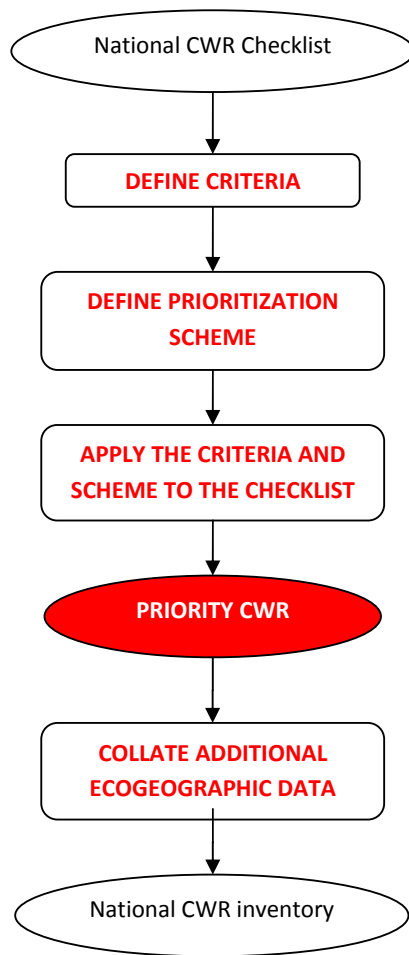 National CWR Checklist
DEFINE CRITERIA
DEFINE PRIORITIZATION
SCHEME
APPLY THE CRITERIA AND
SCHEME TO THE CHECKLIST
PRIORITY CWR
COLLATE ADDITIONAL
ECOGEOGRAPHIC DATA
National CWR inventory